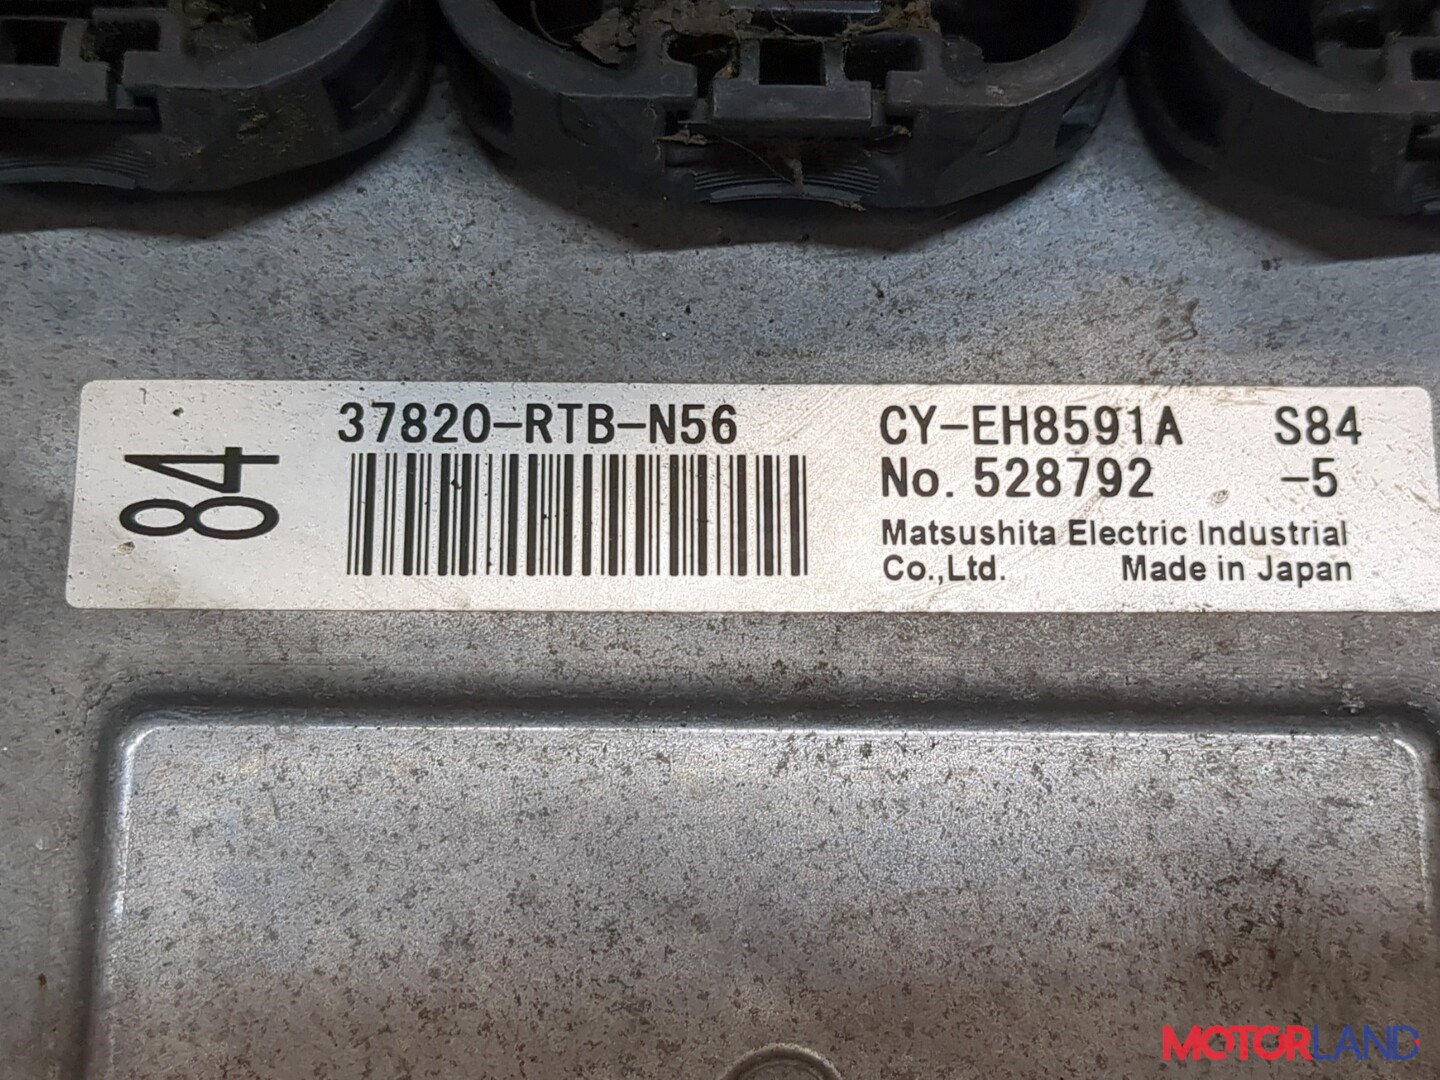 84
37820-RTB-N56
CY-EH8591A S84
No. 528792 -5
Matsushita Electric Industrial
Co.,Ltd. Made in Japan
MOTORLAND